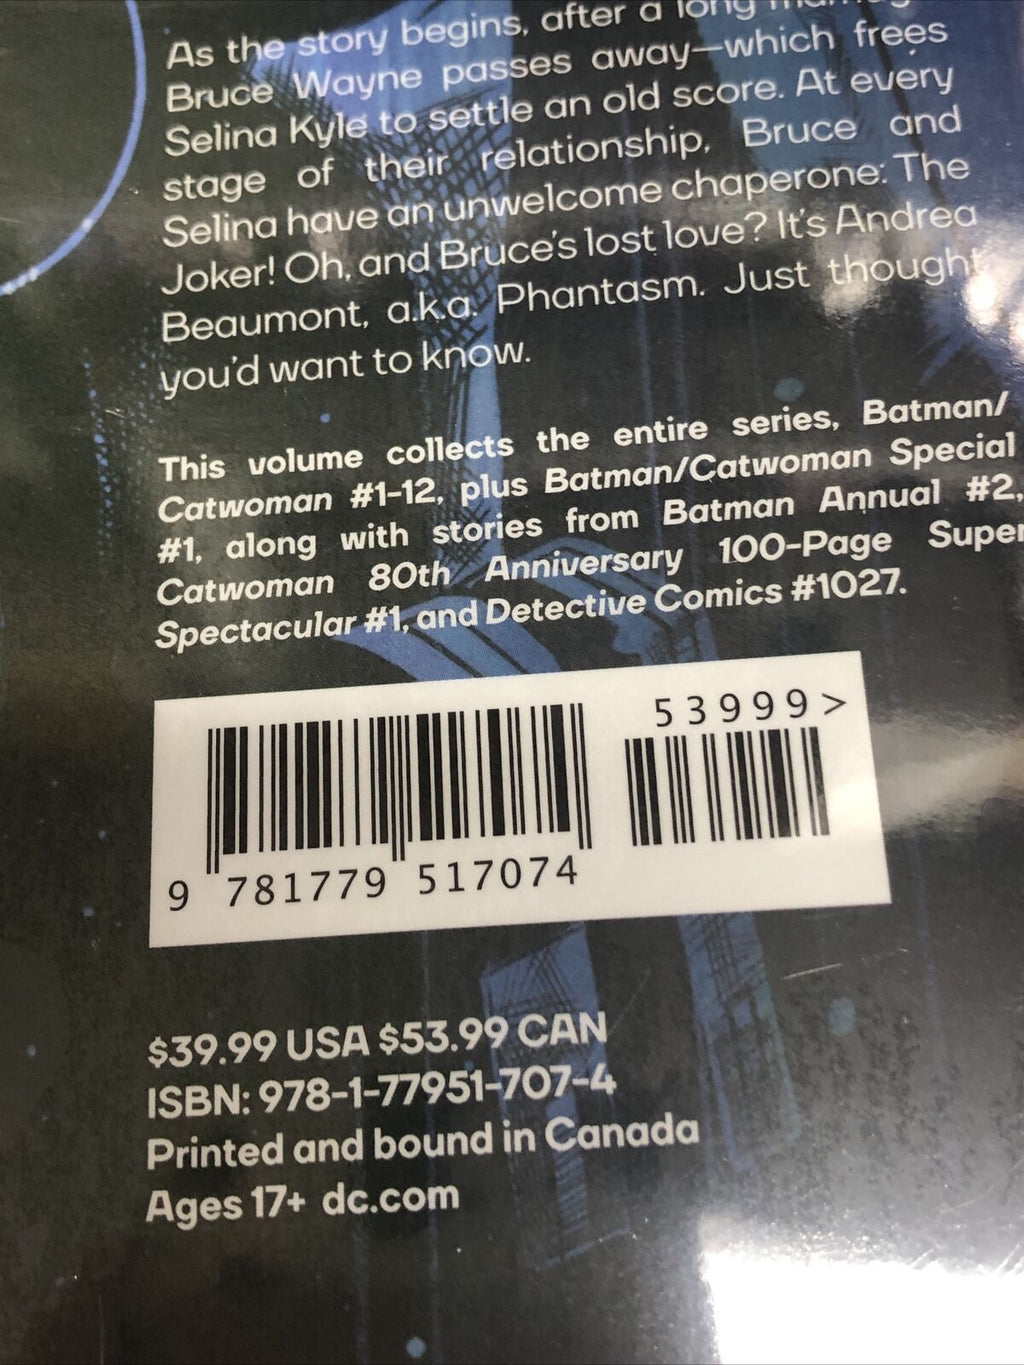 As the story begins, after a long
Bruce Wayne passes away—which frees
Selina Kyle to settle an old score. At every
stage of their relationship, Bruce and
Selina have an unwelcome chaperone: The
Joker! Oh, and Bruce's lost love? It's Andrea
Beaumont, a.k.a. Phantasm. Just thought
you'd want to know.
This volume collects the entire series, Batman/
Catwoman #1-12, plus Batman/Catwoman Special
#1, along with stories from Batman Annual #2,
Catwoman 80th Anniversary 100-Page Super
Spectacular #1, and Detective Comics #1027.
53999>
9 781779 517074
$39.99 USA $53.99 CAN
ISBN: 978-1-77951-707-4
Printed and bound in Canada
Ages 17+ dc.com